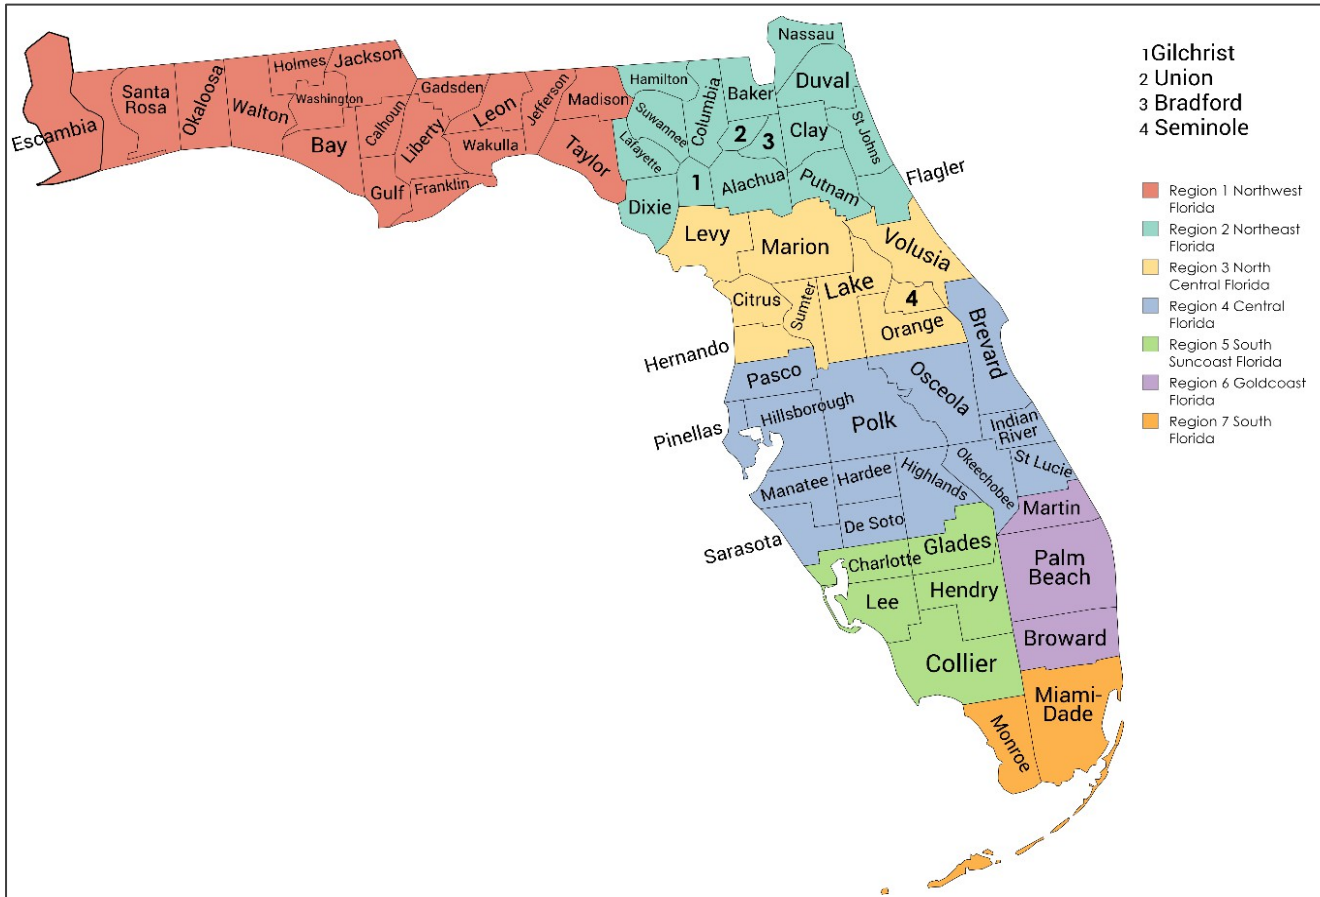 Nassau
Holmes
Jackson
Santa
Rosa
Okaloosa
Walton
Washington
Escambia
Bay
Calhoun
Gulf
Liberty
Gadsden
Franklin
Leon
Wakulla
Jefferson
Madison
Taylor
Hamilton
Suwannee
Lafayette
Columbia
Baker
Duval
Clay
St Johns
2
3
1
Alachua
Putnam
Flagler
Dixie
Levy
Marion
Volusia
Citrus
Sumter
Lake
4
Orange
Hernando
Brevard
Pasco
Osceola
Pinellas
Hillsborough
Polk
Indian
River
Manatee
Hardee
Highlands
Okeechobee
St Lucie
Sarasota
De Soto
Martin
Charlotte
Glades
Palm
Beach
Lee
Hendry
Broward
Collier
Miami-
Dade
Monroe
1Gilchrist
2 Union
3 Bradford
4 Seminole
Region 1 Northwest
Florida
Region 2 Northeast
Florida
Region 3 North
Central Florida
Region 4 Central
Florida
Region 5 South
Suncoast Florida
Region 6 Goldcoast
Florida
Region 7 South
Florida